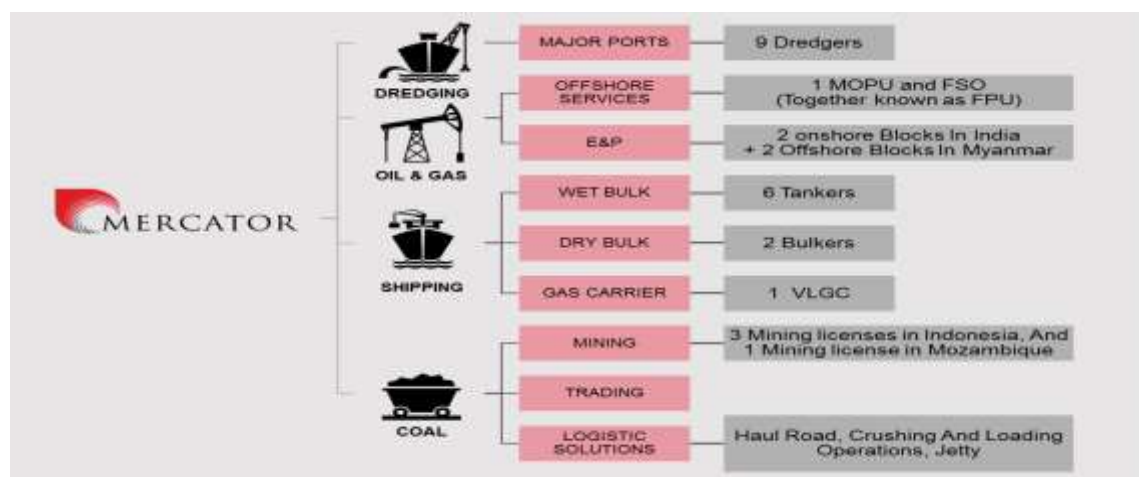 MERCATOR
DREDGING
MAJOR PORTS
9 Dredgers
OIL & GAS
OFFSHORE
SERVICES
1 MOPU and FSO
(Together known as FPU)
E&P
2 onshore Blocks In India
+ 2 Offshore Blocks In Myanmar
SHIPPING
WET BULK
6 Tankers
DRY BULK
2 Bulkers
GAS CARRIER
1 VLGC
COAL
MINING
3 Mining licenses in Indonesia, And
1 Mining license in Mozambique
TRADING
LOGISTIC
SOLUTIONS
Haul Road, Crushing And Loading
Operations, Jetty